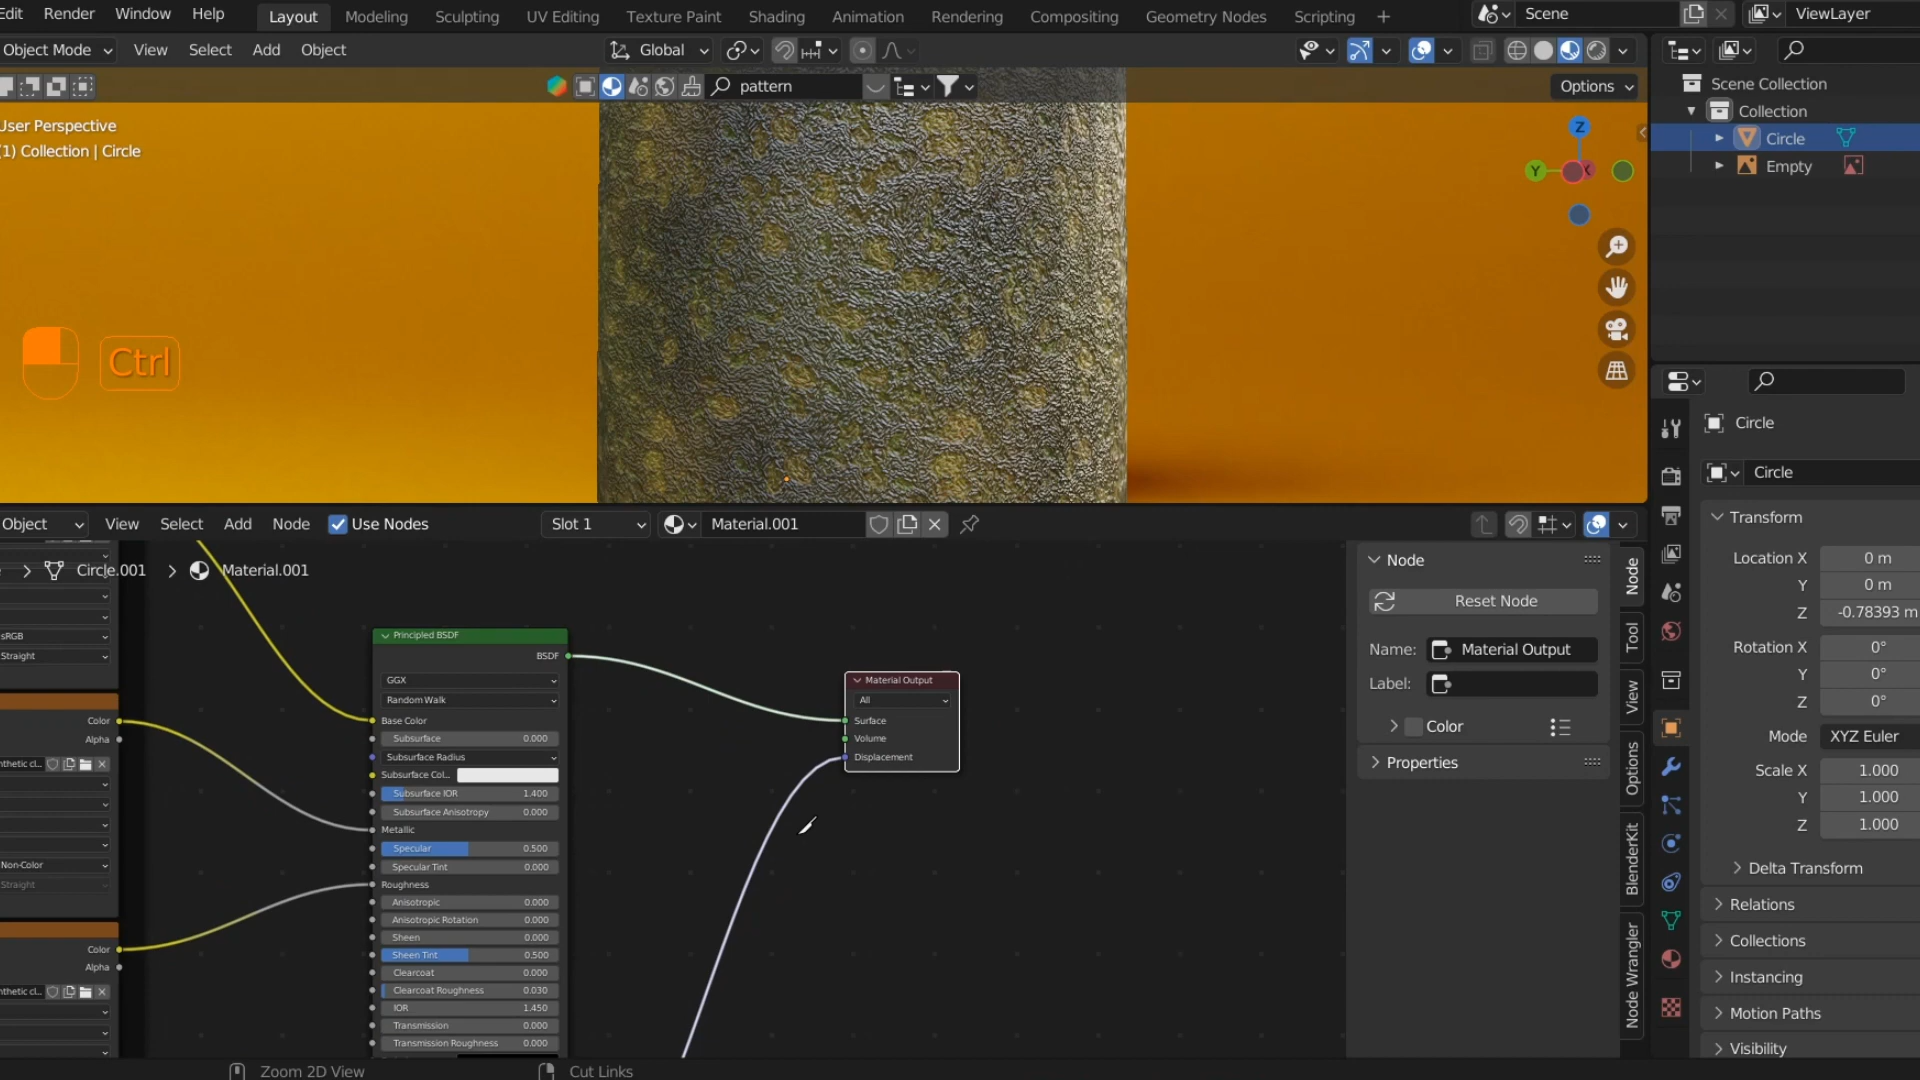 Edit Render Window Help Layout Modeling Sculpting UV Editing Texture Paint Shading Animation Rendering Compositing Geometry Nodes Scripting + Scene ViewLayer
Object Mode View Select Add Object Global
pattern Options
User Perspective
(1) Collection | Circle
Z
Y X
Ctrl
Scene Collection
Collection
Circle
Empty
Circle
Circle
Transform
Location X 0 m
Y 0 m
Z -0.78393 m
Rotation X 0°
Y 0°
Z 0°
Mode XYZ Euler
Scale X 1.000
Y 1.000
Z 1.000
Delta Transform
Relations
Collections
Instancing
Motion Paths
Visibility
Object View Select Add Node Use Nodes Slot 1 Material.001
Circle.001 > Material.001
sRGB
Straight
Color
Alpha
nthetic cl..
Non-Color
Straight
Color
Alpha
nthetic cl..
Principled BSDF
BSDF
GGX
Random Walk
Base Color
Subsurface 0.000
Subsurface Radius
Subsurface Col...
Subsurface IOR 1.400
Subsurface Anisotropy 0.000
Metallic
Specular 0.500
Specular Tint 0.000
Roughness
Anisotropic 0.000
Anisotropic Rotation 0.000
Sheen 0.000
Sheen Tint 0.500
Clearcoat 0.000
Clearcoat Roughness 0.030
IOR 1.450
Transmission 0.000
Transmission Roughness 0.000
Material Output
All
Surface
Volume
Displacement
Node
Reset Node
Name: Material Output
Label:
Color
Properties
Node
Tool
View
Options
BlenderKit
Node Wrangler
Zoom 2D View Cut Links